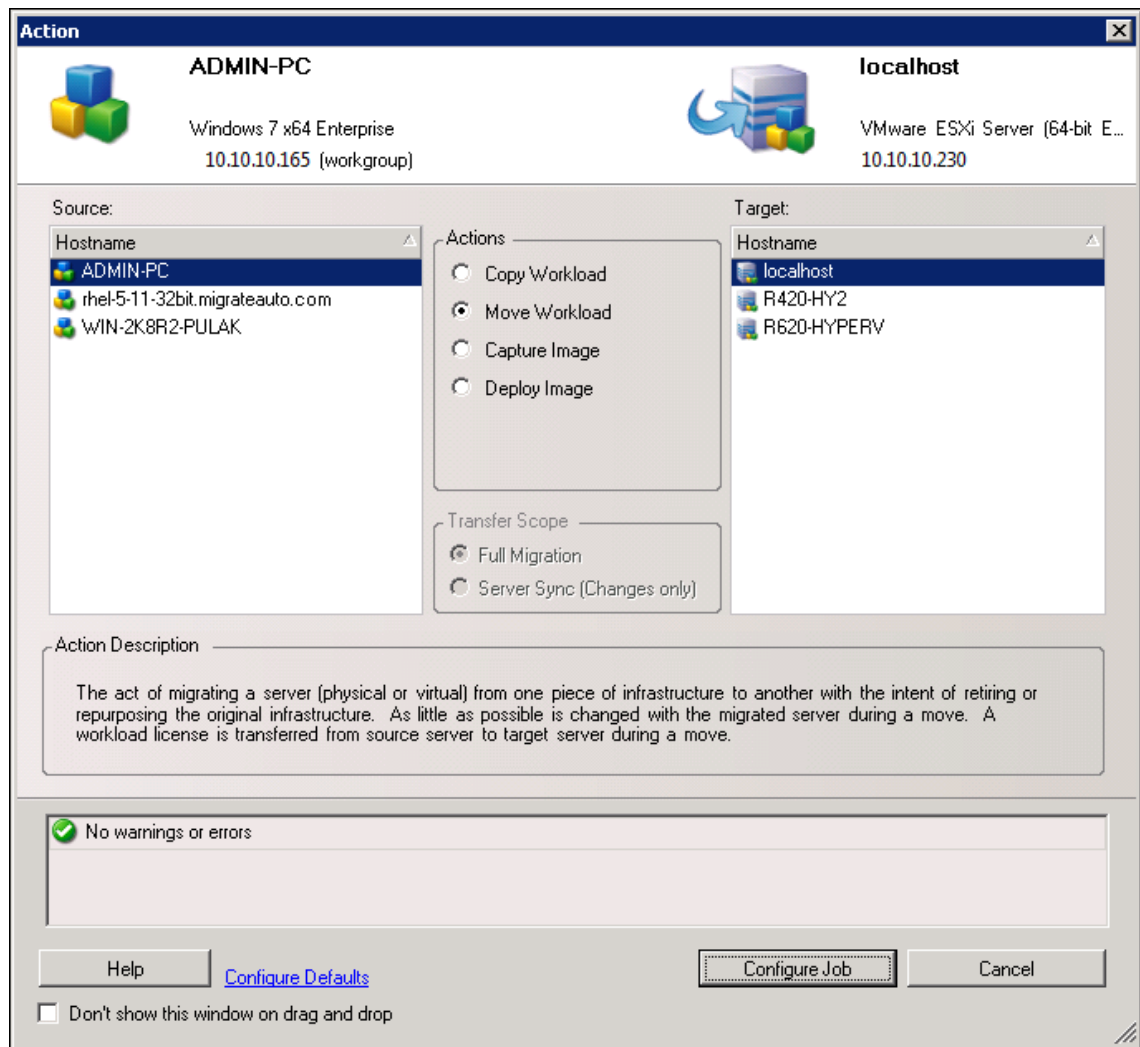 Action
ADMIN-PC
Windows 7 x64 Enterprise
10.10.10.165 (workgroup)
localhost
VMware ESXi Server (64-bit E...
10.10.10.230
Source:
Hostname
ADMIN-PC
rhel-5-11-32bit.migrateauto.com
WIN-2K8R2-PULAK
Actions
Copy Workload
Move Workload
Capture Image
Deploy Image
Transfer Scope
Full Migration
Server Sync (Changes only)
Target:
Hostname
localhost
R420-HY2
R620-HYPERV
Action Description
The act of migrating a server (physical or virtual) from one piece of infrastructure to another with the intent of retiring or
repurposing the original infrastructure. As little as possible is changed with the migrated server during a move. A
workload license is transferred from source server to target server during a move.
No warnings or errors
Help
Configure Defaults
Configure Job
Cancel
Don't show this window on drag and drop